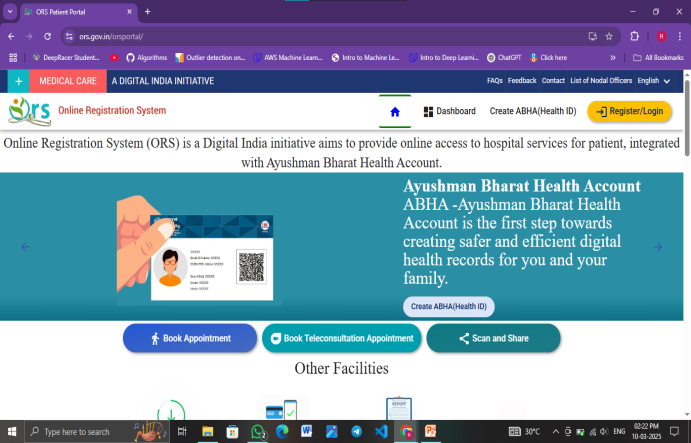 ORS Patient Portal
ors.gov.in/orsportal/
DeepRacer Student...
Algorithms
Outlier detection on...
AWS Machine Learn...
Intro to Machine Le...
Intro to Deep Learni...
ChatGPT
Click here
All Bookmarks
MEDICAL CARE
A DIGITAL INDIA INITIATIVE
FAQs Feedback Contact List of Nodal Officers English
Ors
Online Registration System
Dashboard
Create ABHA(Health ID)
Register/Login
Online Registration System (ORS) is a Digital India initiative aims to provide online access to hospital services for patient, integrated
with Ayushman Bharat Health Account.
Ayushman Bharat Health Account
ABHA -Ayushman Bharat Health
Account is the first step towards
creating safer and efficient digital
health records for you and your
family.
Create ABHA(Health ID)
Book Appointment
Book Teleconsultation Appointment
Scan and Share
Other Facilities
REPORT
Type here to search
30°C
ENG
02:22 PM
10-03-2025